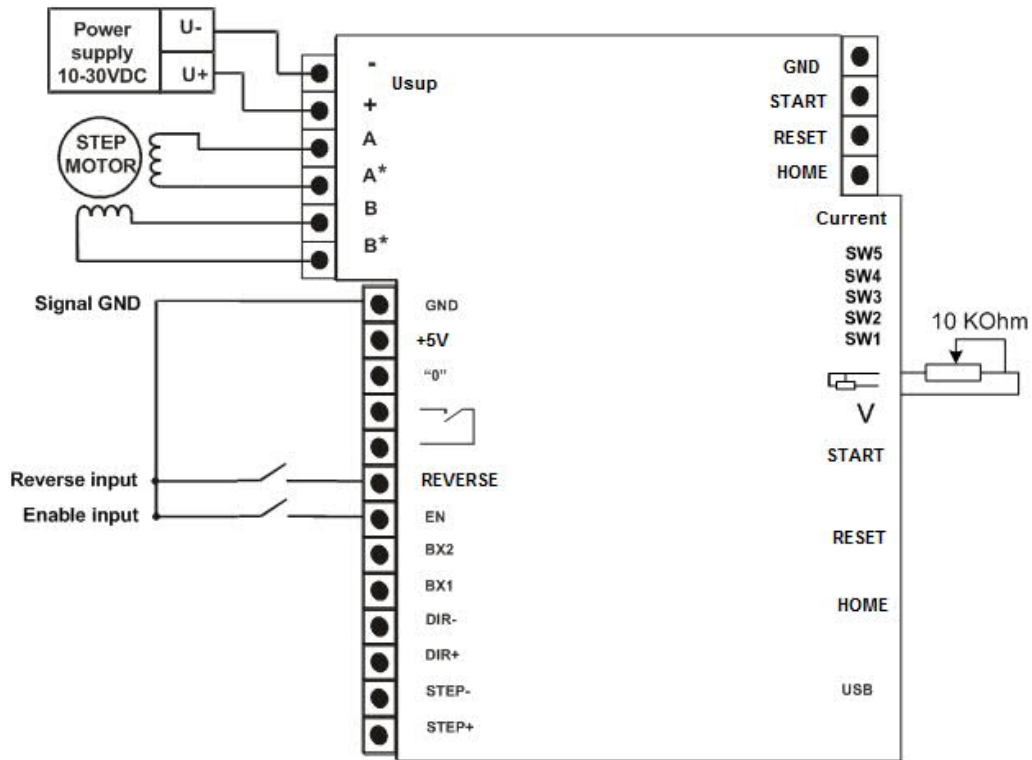 Power
supply
10-30VDC
U-
U+
STEP
MOTOR
-
Usup
+
A
A*
B
B*
GND
START
RESET
HOME
Current
SW5
SW4
SW3
SW2
SW1
10 KOhm
V
START
RESET
HOME
USB
Signal GND
GND
+5V
“0”
Reverse input
REVERSE
Enable input
EN
BX2
BX1
DIR-
DIR+
STEP-
STEP+